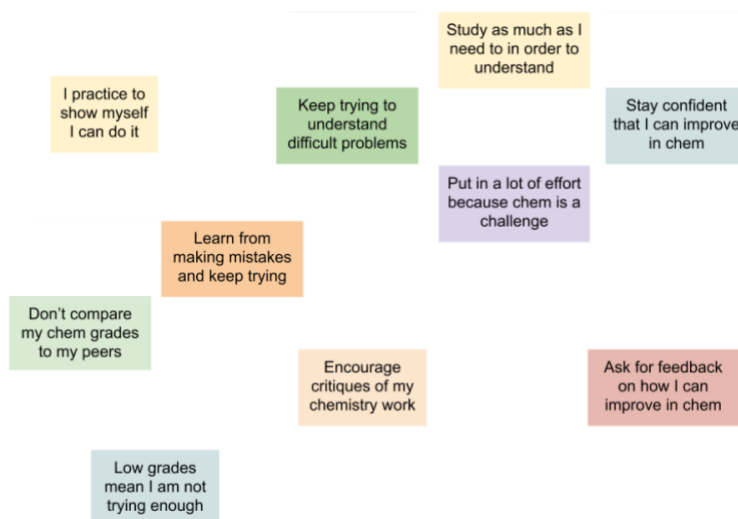 Study as much as I
need to in order to
understand
I practice to
show myself
I can do it
Keep trying to
understand
difficult problems
Stay confident
that I can improve
in chem
Put in a lot of effort
because chem is a
challenge
Learn from
making mistakes
and keep trying
Don’t compare
my chem grades
to my peers
Encourage
critiques of my
chemistry work
Ask for feedback
on how I can
improve in chem
Low grades
mean I am not
trying enough